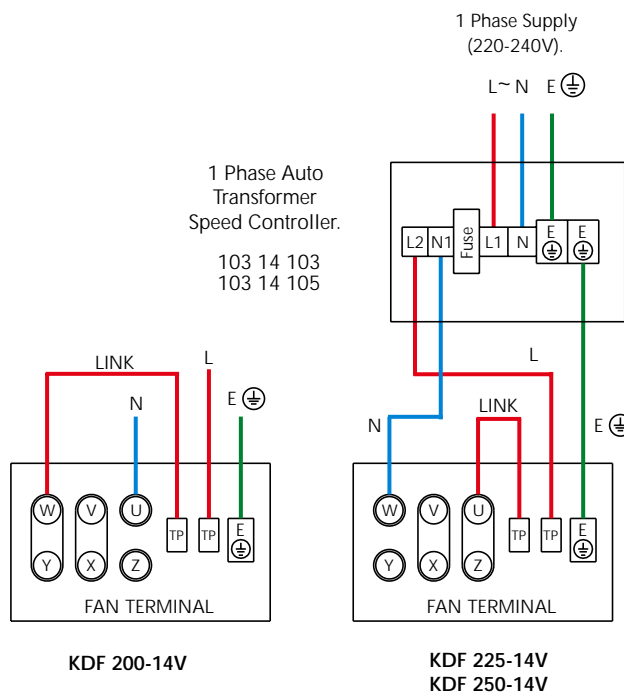 1 Phase Supply
(220-240V).
L~ N E
1 Phase Auto
Transformer
Speed Controller.
103 14 103
103 14 105
L2 N1 Fuse L1 N E E
LINK L
N E
L
N LINK E
W V U TP TP E
Y X Z
FAN TERMINAL
W V U TP TP E
Y X Z
FAN TERMINAL
KDF 200-14V
KDF 225-14V
KDF 250-14V